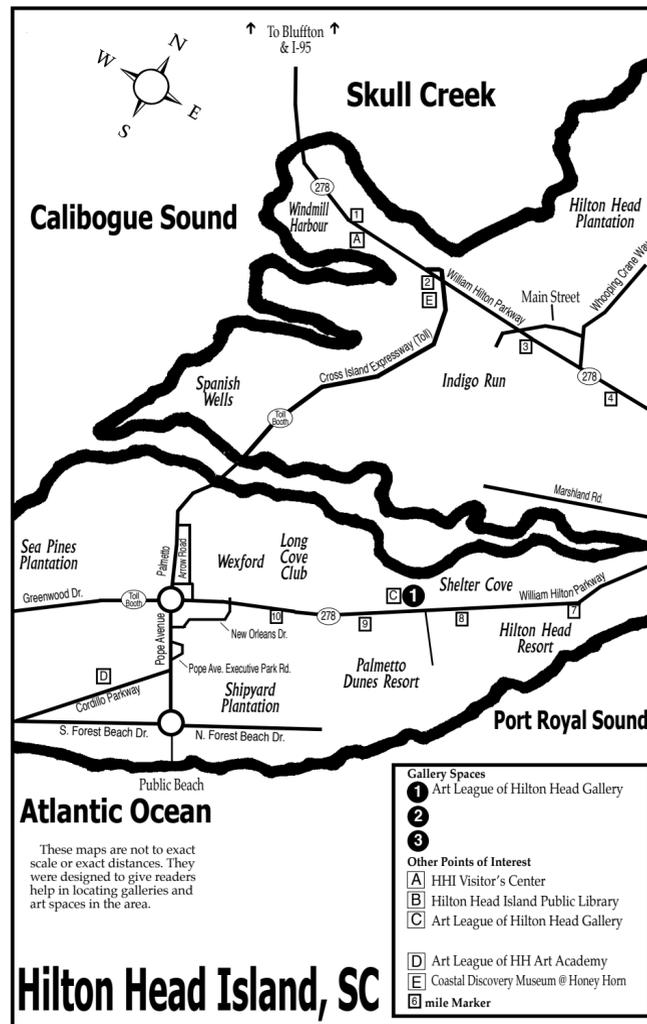 To Bluffton
& I-95
N
W
E
S
Skull Creek
Calibogue Sound
278
Windmill
Harbour
1
A
Hilton Head
Plantation
Whooping Crane Way
2
E
William Hilton Parkway
Main Street
3
278
4
Cross Island Expressway (Toll)
Indigo Run
Spanish
Wells
Toll
Booth
Marshland Rd.
Sea Pines
Plantation
Palmetto
Arrow Road
Wexford
Long
Cove
Club
Greenwood Dr.
Toll
Booth
C
1
Shelter Cove
William Hilton Parkway
10
278
9
8
7
New Orleans Dr.
Hilton Head
Resort
Pope Avenue
Pope Ave. Executive Park Rd.
D
Cordillo Parkway
Shipyard
Plantation
Palmetto
Dunes Resort
S. Forest Beach Dr.
N. Forest Beach Dr.
Port Royal Sound
Public Beach
Atlantic Ocean
These maps are not to exact
scale or exact distances. They
were designed to give readers
help in locating galleries and
art spaces in the area.
Hilton Head Island, SC
Gallery Spaces
1 Art League of Hilton Head Gallery
2
3
Other Points of Interest
A HHI Visitor's Center
B Hilton Head Island Public Library
C Art League of Hilton Head Gallery
D Art League of HH Art Academy
E Coastal Discovery Museum @ Honey Horn
6 mile Marker